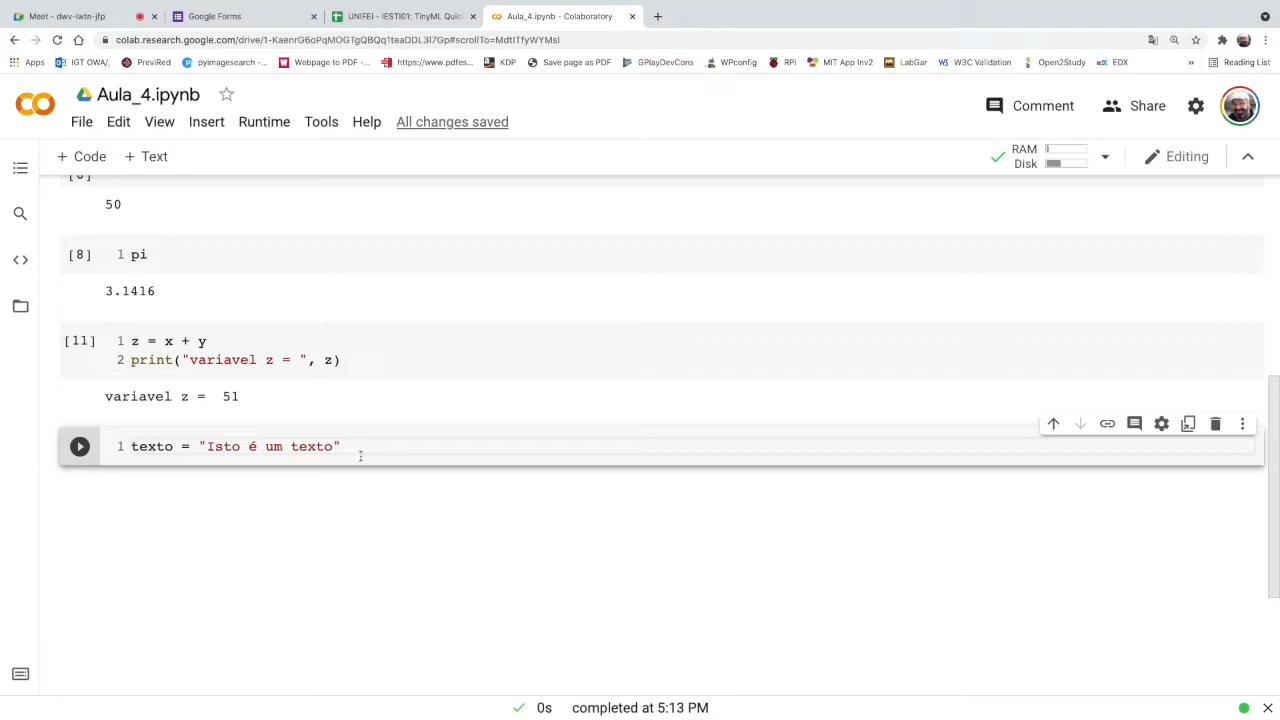 Meet - dwv-iwtn-jfp
Google Forms
UNIFEI - IESTI01: TinyML Quic
Aula_4.ipynb - Colaboratory
colab.research.google.com/drive/1-KaenrG6oPqMOGTgQBQq1teaDDL3I7Gp#scrollTo=MdtITfyWYMsl
Apps
IGT OWA/,
PreviRed
pyimagesearch -...
Webpage to PDF -...
https://www.pdfes...
KDP
Save page as PDF
GPlayDevCons
WPconfig
RPi
MIT App Inv2
LabGar
W3C Validation
Open2Study
EDX
»
Reading List
Aula_4.ipynb
Comment
Share
File Edit View Insert Runtime Tools Help All changes saved
+ Code + Text
RAM
Disk
Editing
50
[8] 1 pi
3.1416
[11] 1 z = x + y
2 print("variavel z = ", z)
variavel z =  51
1 texto = "Isto é um texto"
0s completed at 5:13 PM